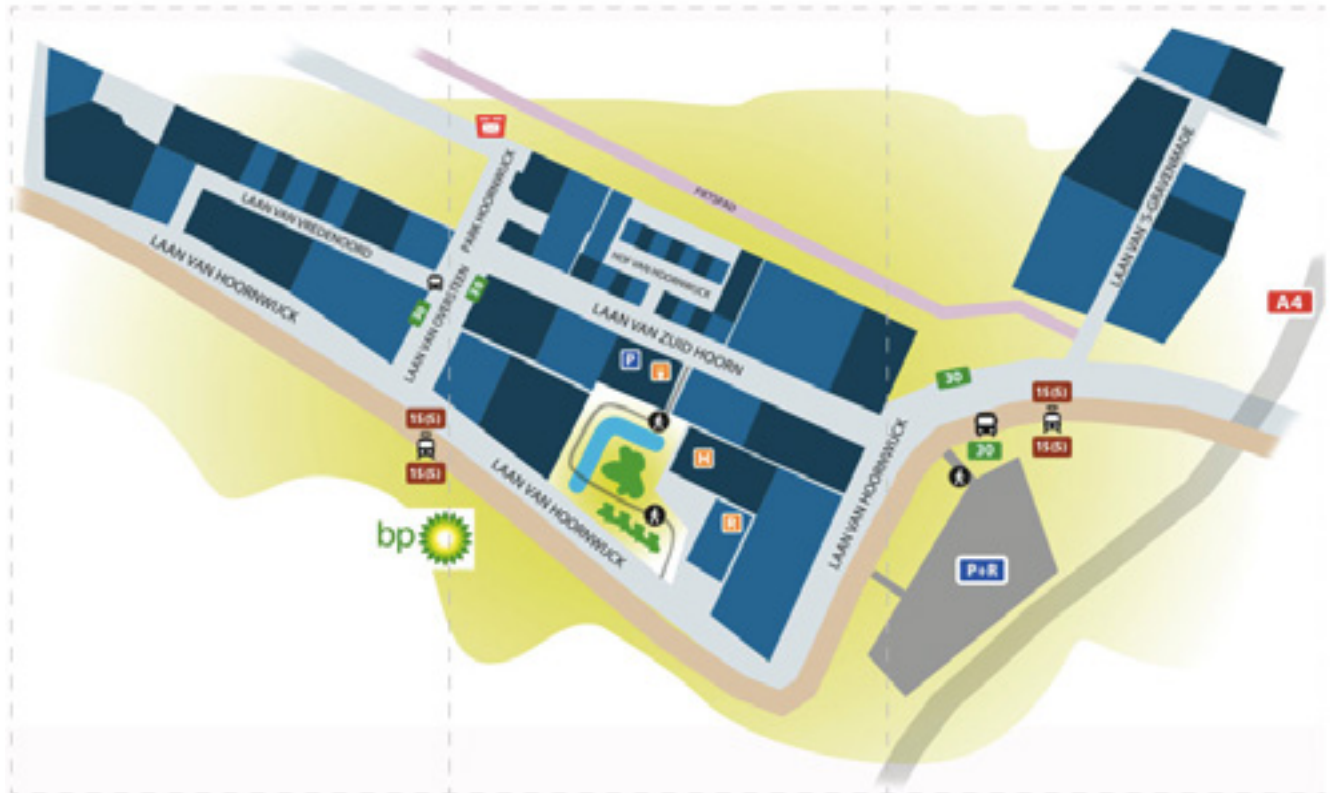 A4
LAAN VAN 'S-GRAVENMADE
PARK HOORNWIJCK
FIETSPAD
LAAN VAN VREDENOORD
LAAN VAN HOORNWIJCK
HOF VAN HOORNWIJCK
30
LAAN VAN OVERSTEEN
LAAN VAN ZUID HOORN
P
30
15(S)
15(S)
15(S)
15(S)
30
H
LAAN VAN HOORNWIJCK
LAAN VAN HOORNWIJCK
R
bp
P+R